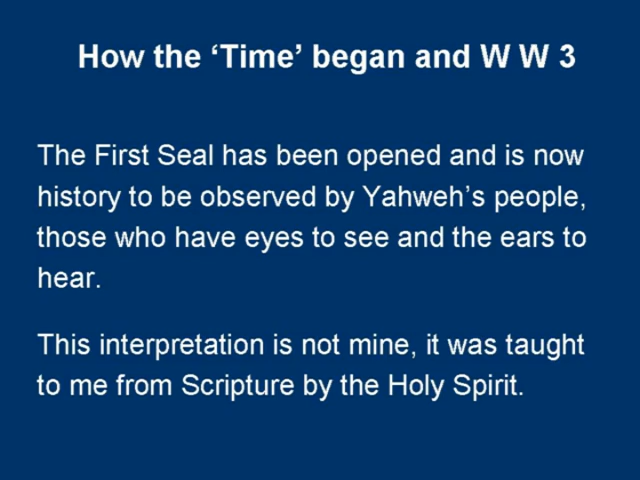 How the ‘Time’ began and W W 3
The First Seal has been opened and is now
history to be observed by Yahweh’s people,
those who have eyes to see and the ears to
hear.
This interpretation is not mine, it was taught
to me from Scripture by the Holy Spirit.